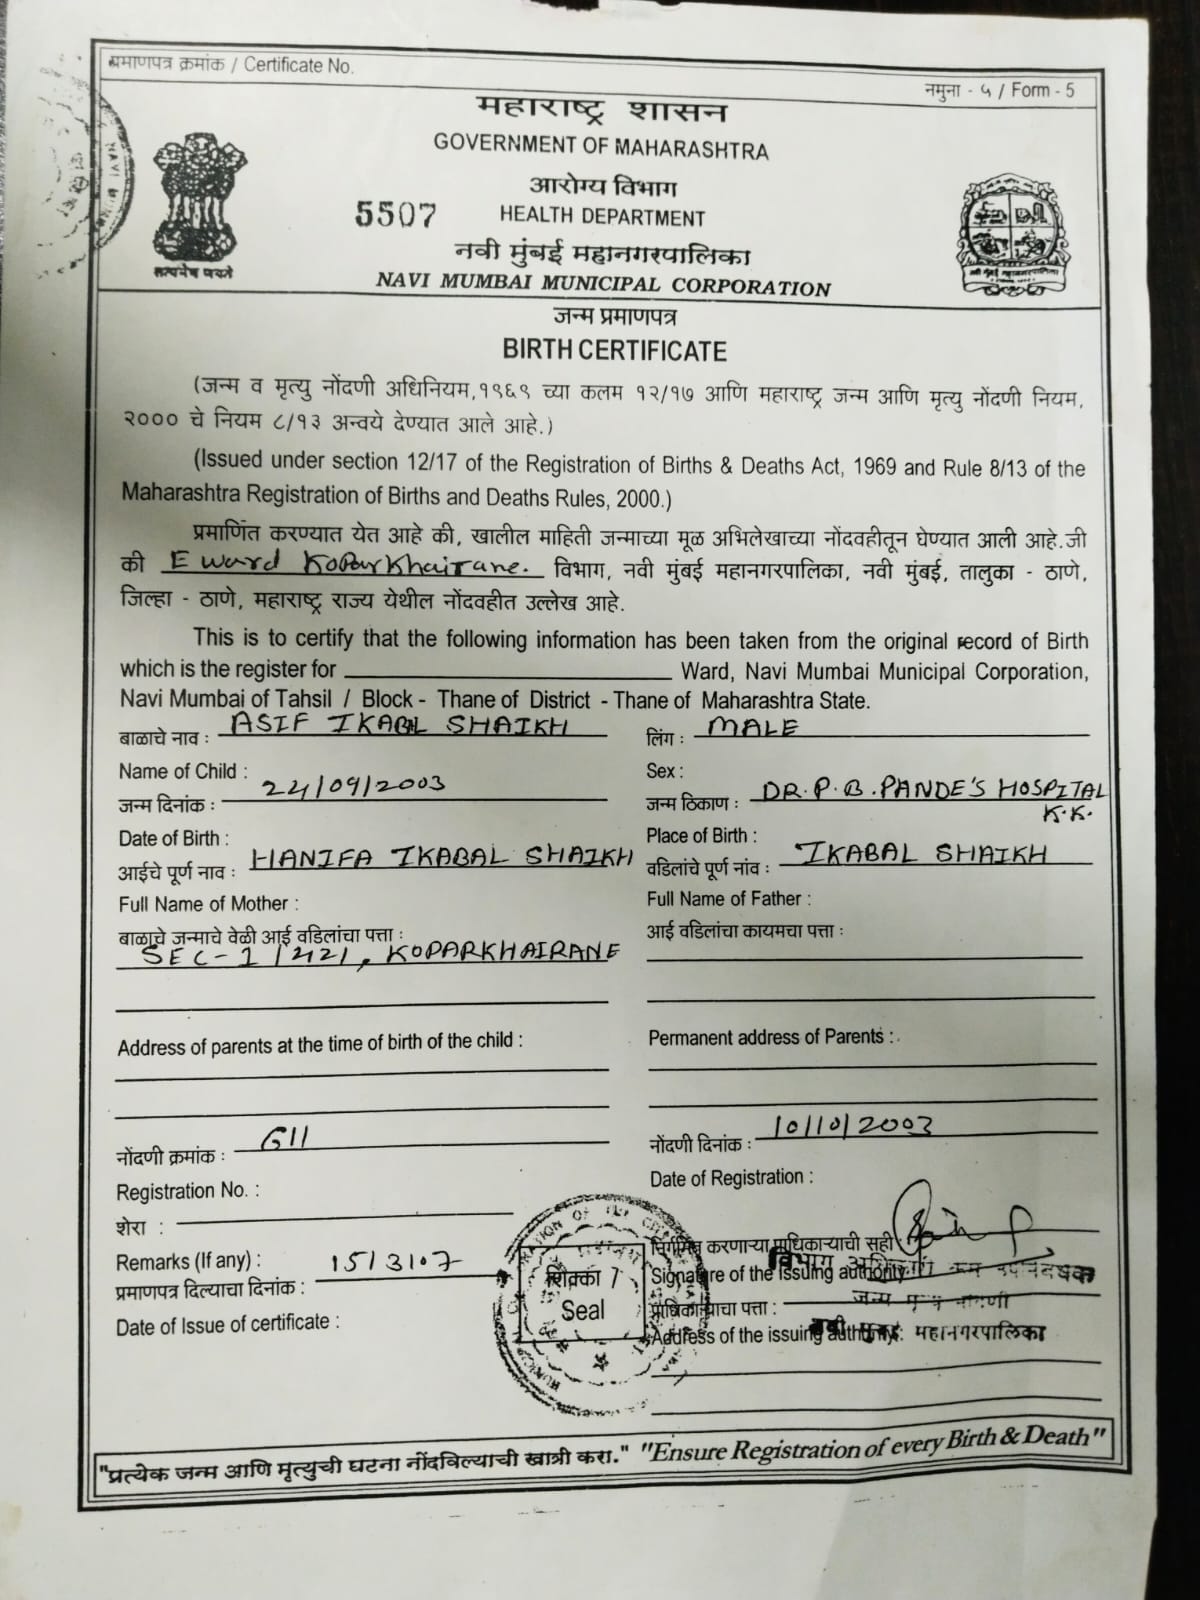 प्रमाणपत्र क्रमांक / Certificate No.
नमुना - ५ / Form - 5
महाराष्ट्र शासन
GOVERNMENT OF MAHARASHTRA
आरोग्य विभाग
5507 HEALTH DEPARTMENT
नवी मुंबई महानगरपालिका
NAVI MUMBAI MUNICIPAL CORPORATION
सत्यमेव जयते
नवी मुंबई महानगरपालिका
जन्म प्रमाणपत्र
BIRTH CERTIFICATE
(जन्म व मृत्यु नोंदणी अधिनियम,१९६९ च्या कलम १२/१७ आणि महाराष्ट्र जन्म आणि मृत्यु नोंदणी नियम,
२००० चे नियम ८/१३ अन्वये देण्यात आले आहे.)
(Issued under section 12/17 of the Registration of Births & Deaths Act, 1969 and Rule 8/13 of the
Maharashtra Registration of Births and Deaths Rules, 2000.)
प्रमाणित करण्यात येत आहे की, खालील माहिती जन्माच्या मूळ अभिलेखाच्या नोंदवहीतून घेण्यात आली आहे.जी
की E ward Koparkhairane. विभाग, नवी मुंबई महानगरपालिका, नवी मुंबई, तालुका - ठाणे,
जिल्हा - ठाणे, महाराष्ट्र राज्य येथील नोंदवहीत उल्लेख आहे.
This is to certify that the following information has been taken from the original record of Birth
which is the register for Ward, Navi Mumbai Municipal Corporation,
Navi Mumbai of Tahsil / Block - Thane of District - Thane of Maharashtra State.
बाळाचे नाव : ASIF IKABAL SHAIKH लिंग : MALE
Name of Child : Sex :
जन्म दिनांक : 24/09/2003 जन्म ठिकाण : DR. P. B. PANDE'S HOSPITAL
K.K.
Date of Birth : Place of Birth :
आईचे पूर्ण नाव : HANIFA IKABAL SHAIKH वडिलांचे पूर्ण नांव : IKABAL SHAIKH
Full Name of Mother : Full Name of Father :
बाळाचे जन्माचे वेळी आई वडिलांचा पत्ता : आई वडिलांचा कायमचा पत्ता :
SEC-1/421, KOPARKHAIRANE
Address of parents at the time of birth of the child : Permanent address of Parents :
नोंदणी क्रमांक : 611 नोंदणी दिनांक : 10/10/2003
Registration No. : Date of Registration :
शेरा :
Remarks (If any) : निर्गमित करणाऱ्या प्राधिकाऱ्याची सही
प्रमाणपत्र दिल्याचा दिनांक : 15/3/07 Signature of the issuing authority
शिक्का /
Seal
प्राधिकाऱ्याचा पत्ता :
Date of Issue of certificate : Address of the issuing authority :
विभाग
उपनिबंधक
जन्म
नवी मुंबई महानगरपालिका
"प्रत्येक जन्म आणि मृत्युची घटना नोंदविल्याची खात्री करा." "Ensure Registration of every Birth & Death"